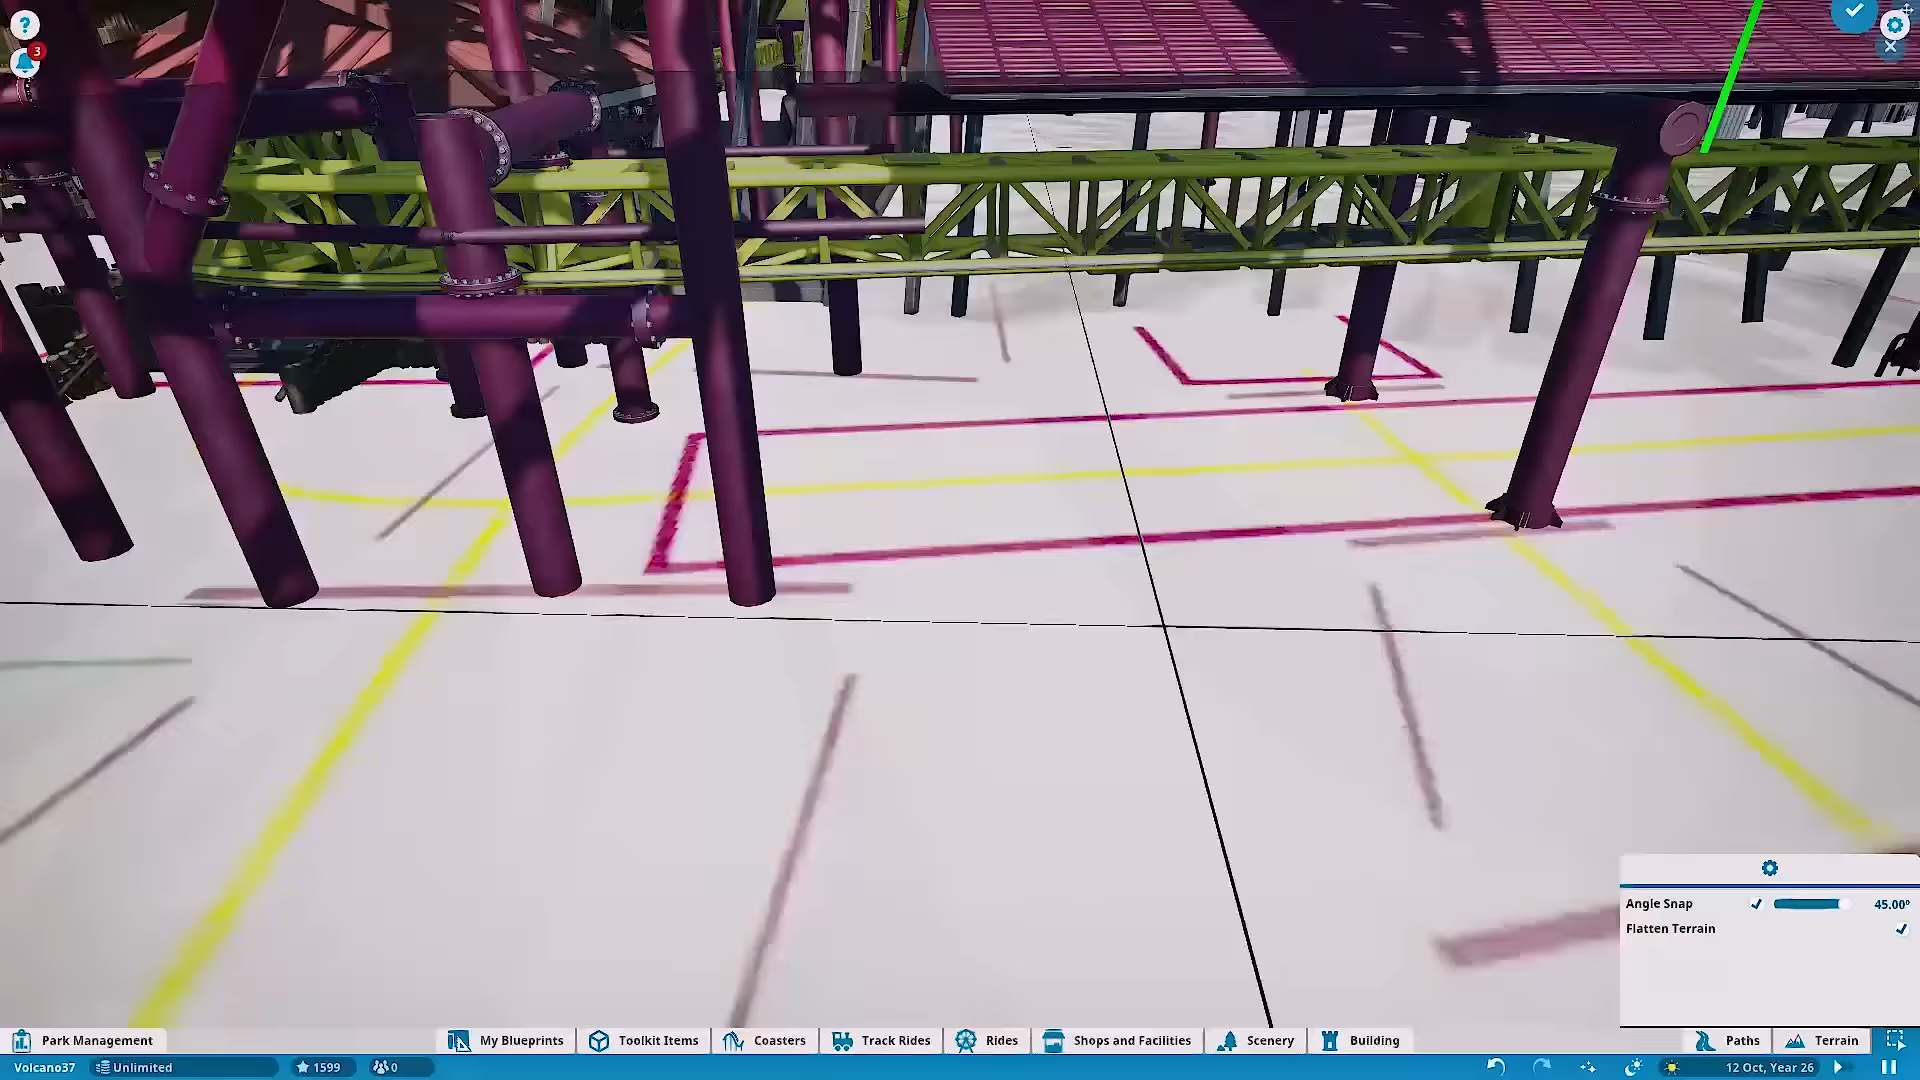 ?
3
Angle Snap 45.00°
Flatten Terrain
Park Management
My Blueprints
Toolkit Items
Coasters
Track Rides
Rides
Shops and Facilities
Scenery
Building
Paths
Terrain
Volcano37
Unlimited
1599
0
12 Oct, Year 26